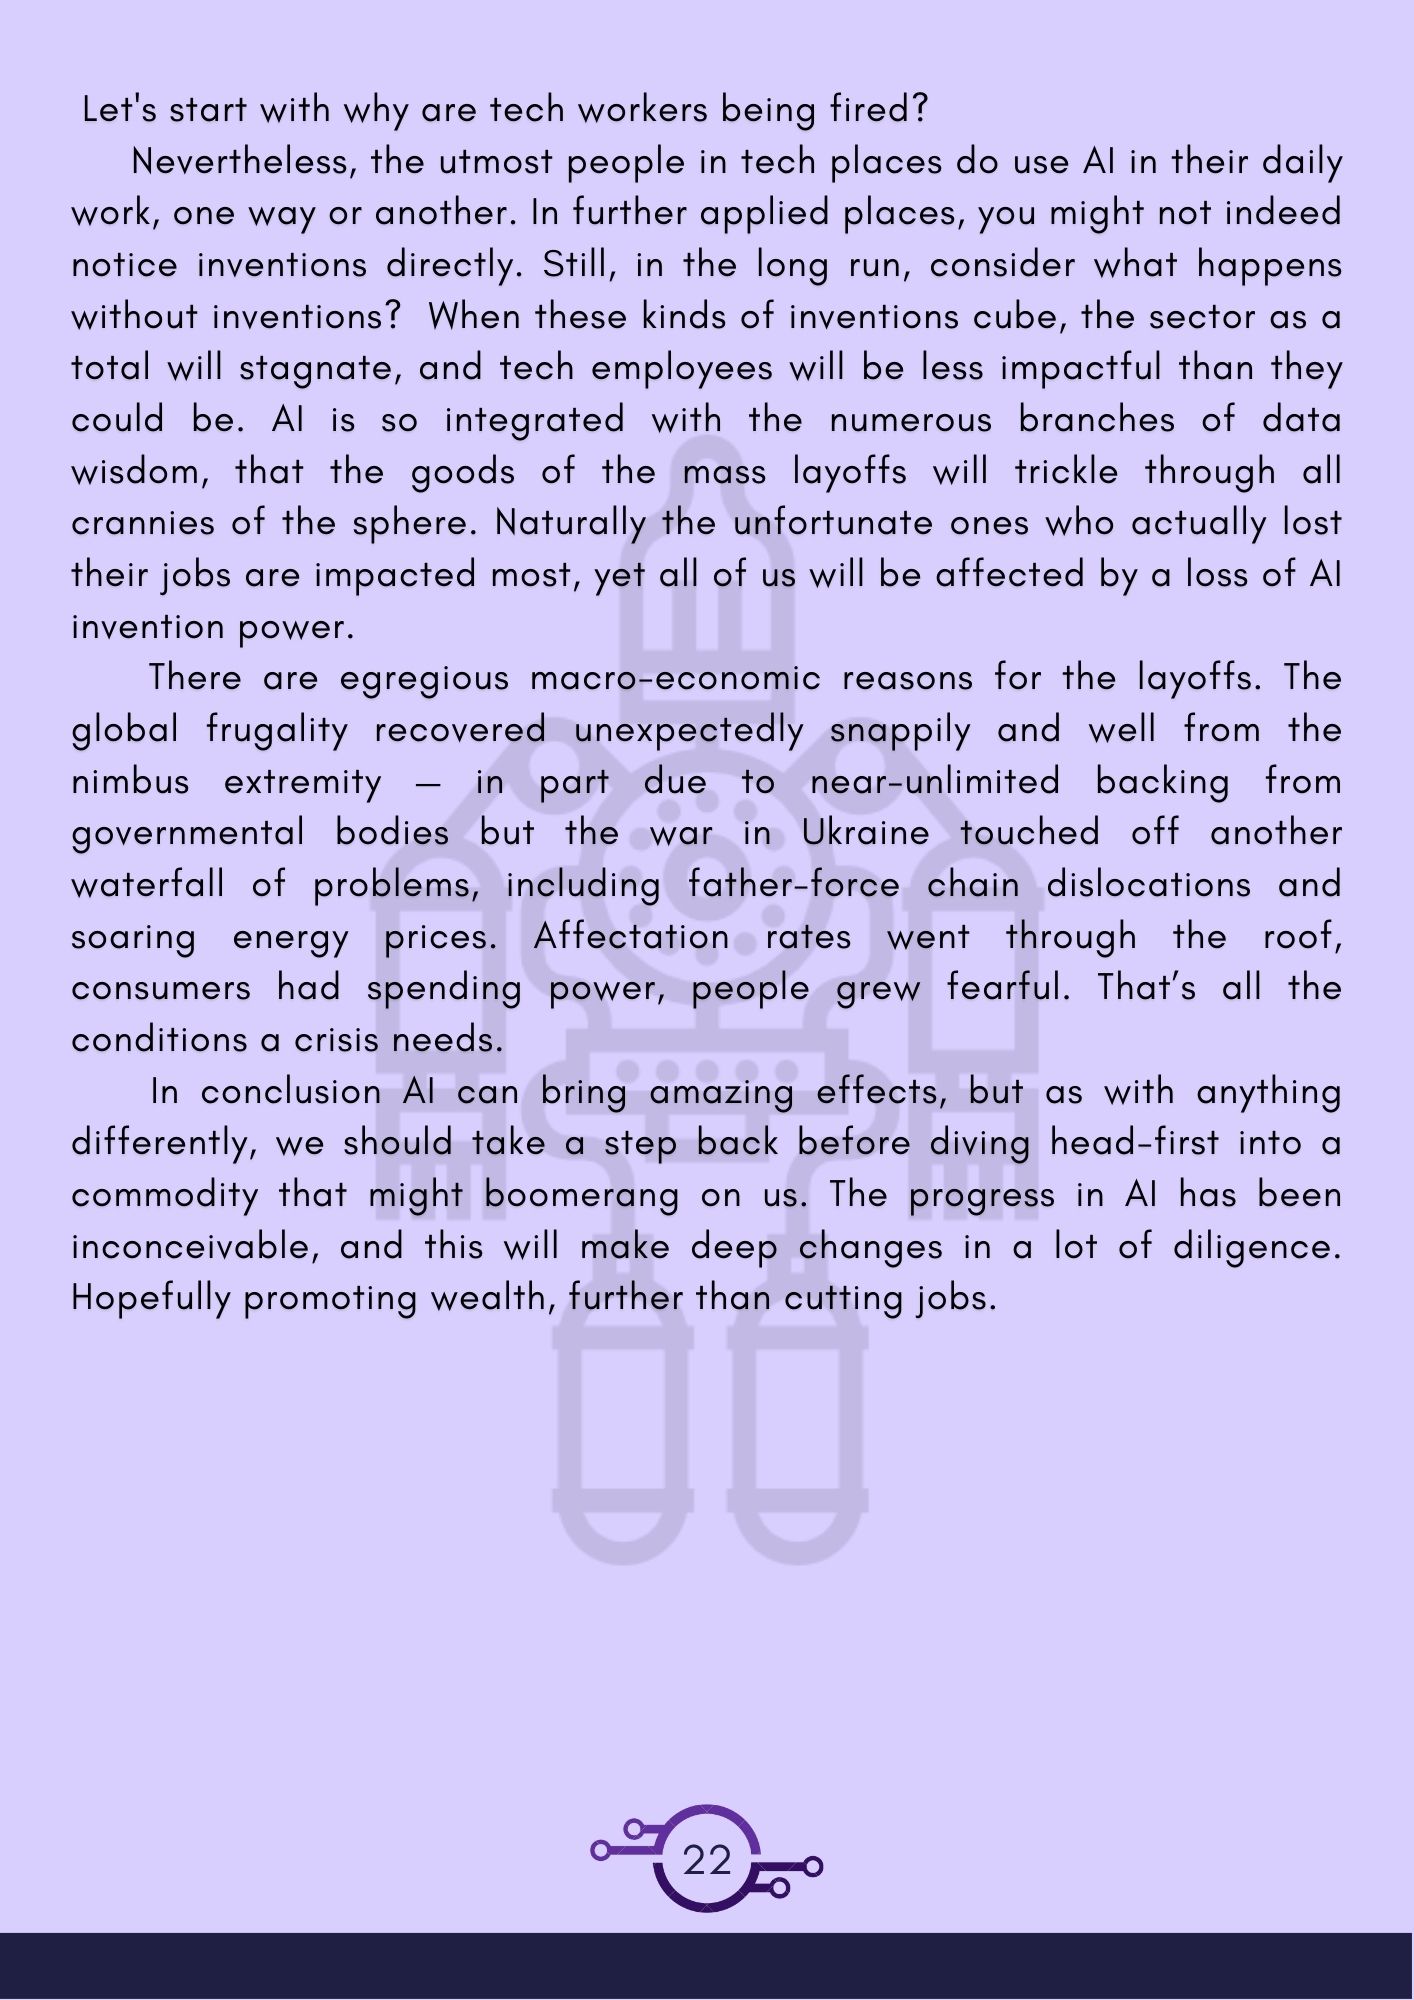 Let's start with why are tech workers being fired?
Nevertheless, the utmost people in tech places do use AI in their daily
work, one way or another. In further applied places, you might not indeed
notice inventions directly. Still, in the long run, consider what happens
without inventions? When these kinds of inventions cube, the sector as a
total will stagnate, and tech employees will be less impactful than they
could be. AI is so integrated with the numerous branches of data
wisdom, that the goods of the mass layoffs will trickle through all
crannies of the sphere. Naturally the unfortunate ones who actually lost
their jobs are impacted most, yet all of us will be affected by a loss of AI
invention power.
There are egregious macro-economic reasons for the layoffs. The
global frugality recovered unexpectedly snappily and well from the
nimbus extremity – in part due to near-unlimited backing from
governmental bodies but the war in Ukraine touched off another
waterfall of problems, including father-force chain dislocations and
soaring energy prices. Affectation rates went through the roof,
consumers had spending power, people grew fearful. That’s all the
conditions a crisis needs.
In conclusion AI can bring amazing effects, but as with anything
differently, we should take a step back before diving head-first into a
commodity that might boomerang on us. The progress in AI has been
inconceivable, and this will make deep changes in a lot of diligence.
Hopefully promoting wealth, further than cutting jobs.
22